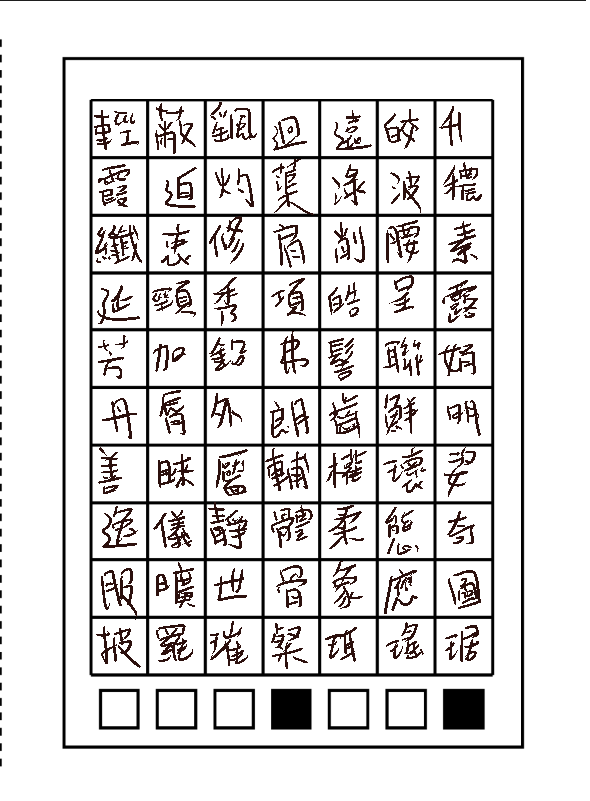 輕蔽飄迴遠皎升
霞迫灼蕖淥波穠
纖衷修肩削腰素
延頸秀項皓呈露
芳加鉛弗髻聯娟
丹脣外朗齒鮮明
善睞靨輔權瓌姿
逸儀靜體柔態奇
服曠世骨象應圖
披羅璀粲珥瑤琚